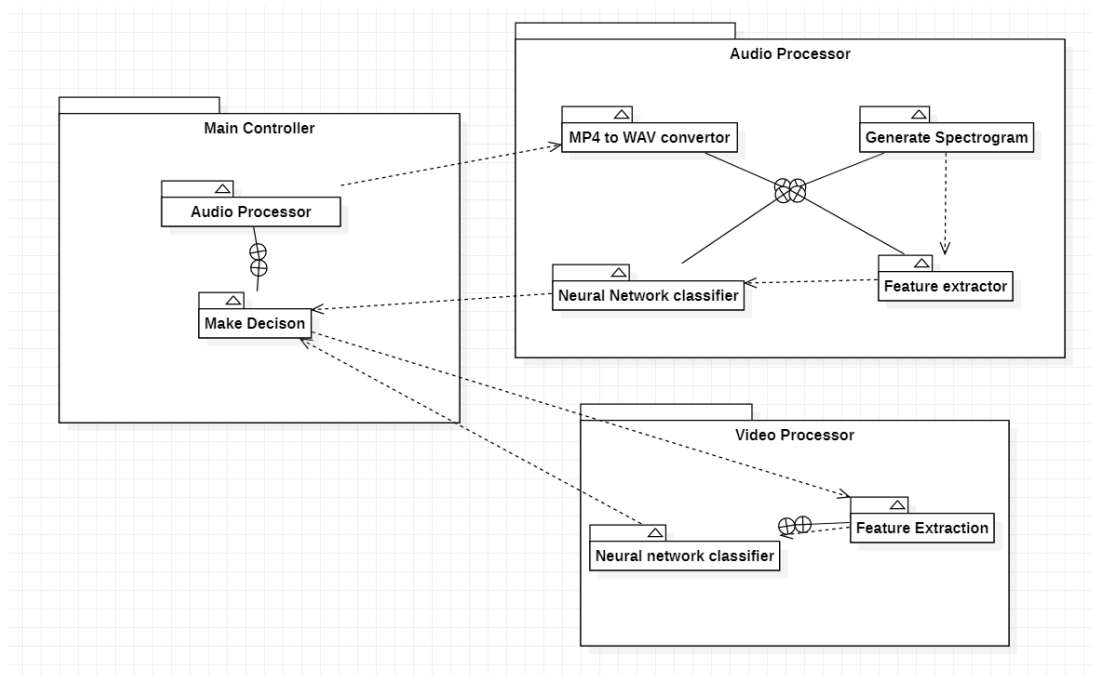 Audio Processor
Main Controller
MP4 to WAV convertor
Generate Spectrogram
Audio Processor
Neural Network classifier
Feature extractor
Make Decison
Video Processor
Feature Extraction
Neural network classifier